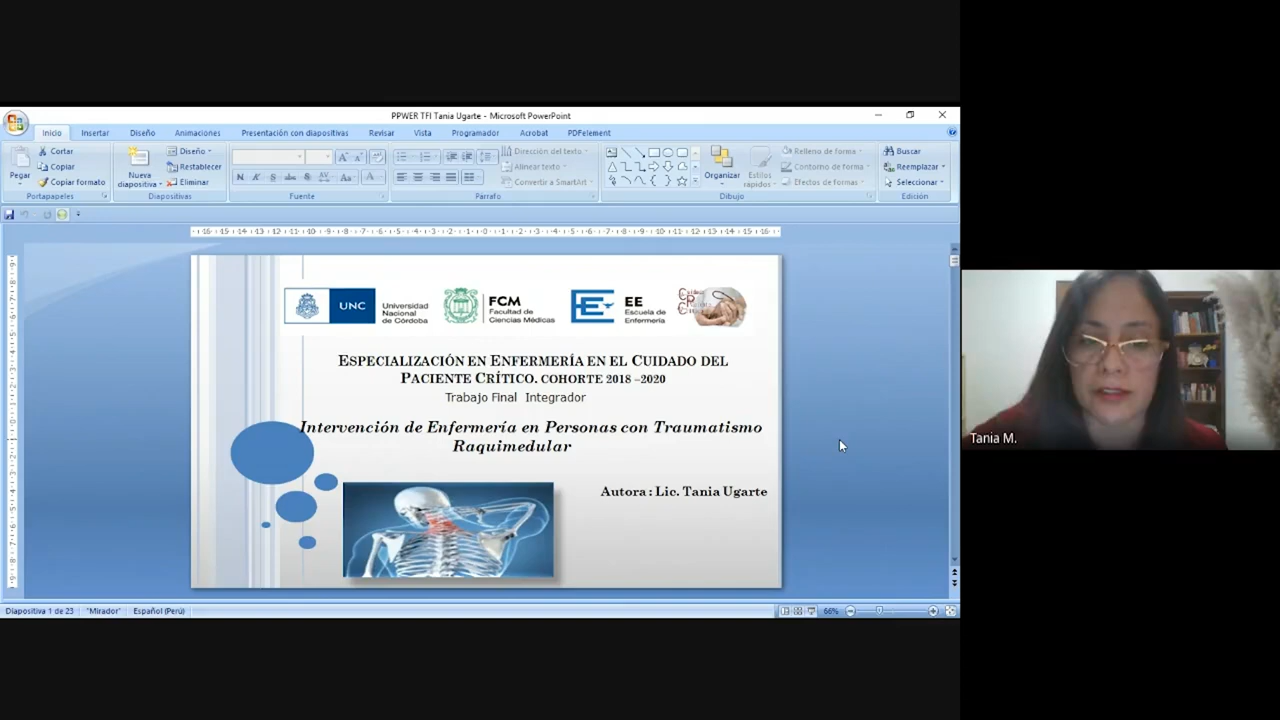 PPWER TFI Tania Ugarte - Microsoft PowerPoint
Inicio
Insertar
Diseño
Animaciones
Presentación con diapositivas
Revisar
Vista
Programador
Acrobat
PDFelement
Pegar
Cortar
Copiar
Copiar formato
Portapapeles
Nueva diapositiva
Diseño
Restablecer
Eliminar
Diapositivas
Fuente
Dirección del texto
Alinear texto
Convertir a SmartArt
Párrafo
Organizar
Estilos rápidos
Relleno de forma
Contorno de forma
Efectos de formas
Dibujo
Buscar
Reemplazar
Seleccionar
Edición
UNC
Universidad
Nacional
de Córdoba
FCM
Facultad de
Ciencias Médicas
EE
Escuela de
Enfermería
ESPECIALIZACIÓN EN ENFERMERÍA EN EL CUIDADO DEL
PACIENTE CRÍTICO. COHORTE 2018 –2020
Trabajo Final Integrador
Intervención de Enfermería en Personas con Traumatismo
Raquimedular
Autora : Lic. Tania Ugarte
Tania M.
Diapositiva 1 de 23
"Mirador"
Español (Perú)
66%